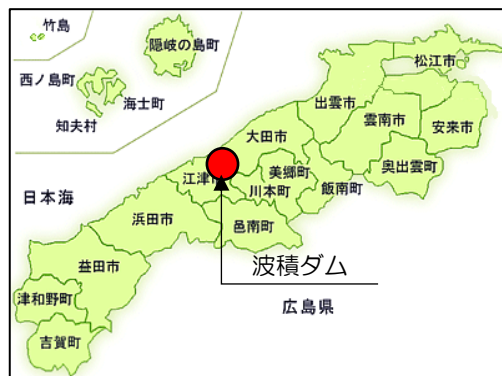 竹島
隠岐の島町
西ノ島町
海士町
知夫村
松江市
出雲市
雲南市
安来市
大田市
奥出雲町
美郷町
飯南町
江津
川本町
日本海
浜田市
邑南町
益田市
波積ダム
津和野町
広島県
吉賀町